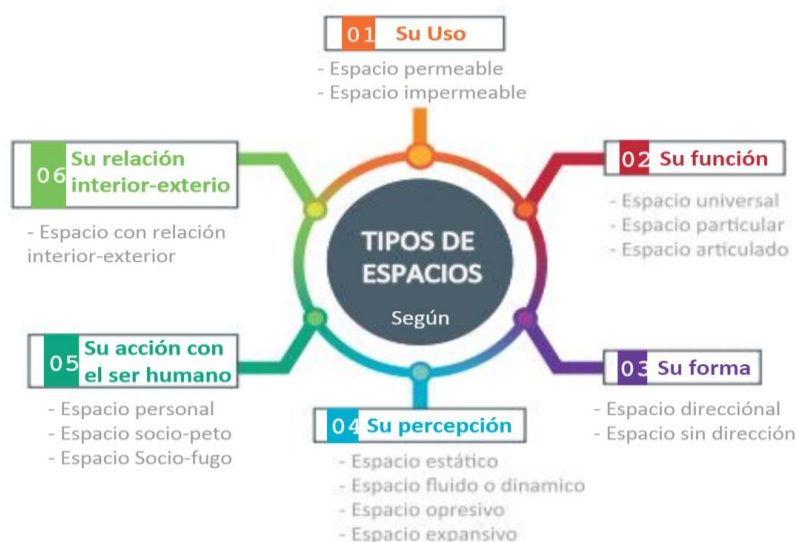 TIPOS DE
ESPACIOS
Según
01 Su Uso
- Espacio permeable
- Espacio impermeable
02 Su función
- Espacio universal
- Espacio particular
- Espacio articulado
03 Su forma
- Espacio direcciónal
- Espacio sin dirección
04 Su percepción
- Espacio estático
- Espacio fluido o dinamico
- Espacio opresivo
- Espacio expansivo
05 Su acción con
el ser humano
- Espacio personal
- Espacio socio-peto
- Espacio Socio-fugo
06 Su relación
interior-exterio
- Espacio con relación
interior-exterior